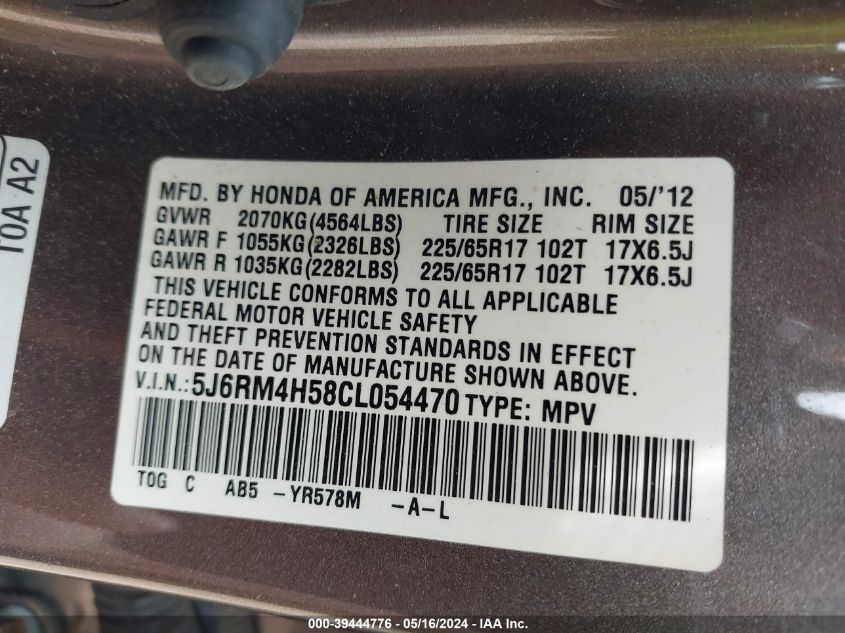 MFD. BY HONDA OF AMERICA MFG., INC. 05/'12
GVWR 2070KG(4564LBS) TIRE SIZE RIM SIZE
GAWR F 1055KG(2326LBS) 225/65R17 102T 17X6.5J
GAWR R 1035KG(2282LBS) 225/65R17 102T 17X6.5J
THIS VEHICLE CONFORMS TO ALL APPLICABLE
FEDERAL MOTOR VEHICLE SAFETY
AND THEFT PREVENTION STANDARDS IN EFFECT
ON THE DATE OF MANUFACTURE SHOWN ABOVE.
V.I.N.:5J6RM4H58CL054470 TYPE: MPV
TOG C AB5 -YR578M -A-L
T0A A2
000-39444776 - 05/16/2024 - IAA Inc.